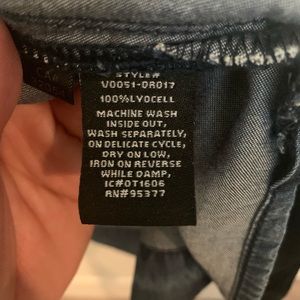 STYLE#
V0051-DR017
100%LYOCELL
MACHINE WASH
INSIDE OUT,
WASH SEPARATELY,
ON DELICATE CYCLE,
DRY ON LOW,
IRON ON REVERSE
WHILE DAMP,
IC#OT1606
RN#95377